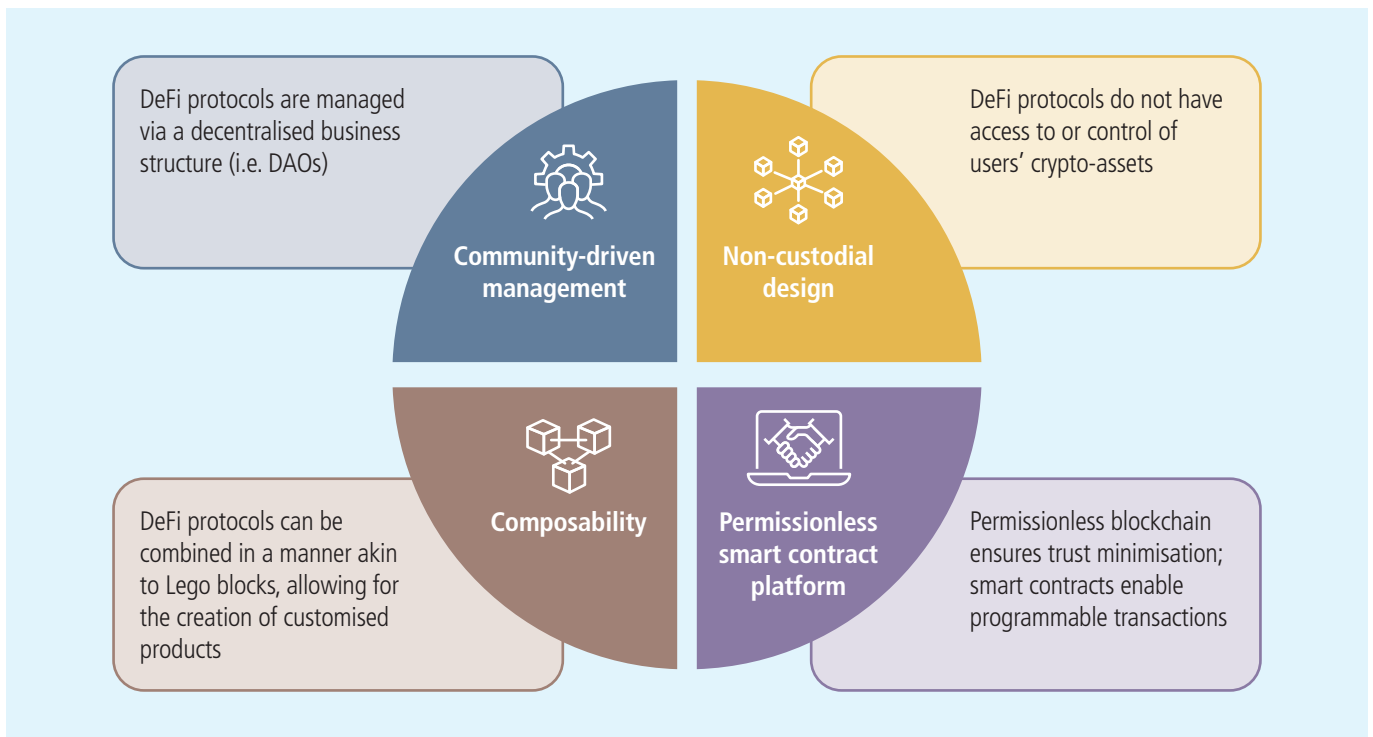 DeFi protocols are managed
via a decentralised business
structure (i.e. DAOs)
Community-driven
management
DeFi protocols do not have
access to or control of
users’ crypto-assets
Non-custodial
design
DeFi protocols can be
combined in a manner akin
to Lego blocks, allowing for
the creation of customised
products
Composability
Permissionless
smart contract
platform
Permissionless blockchain
ensures trust minimisation;
smart contracts enable
programmable transactions